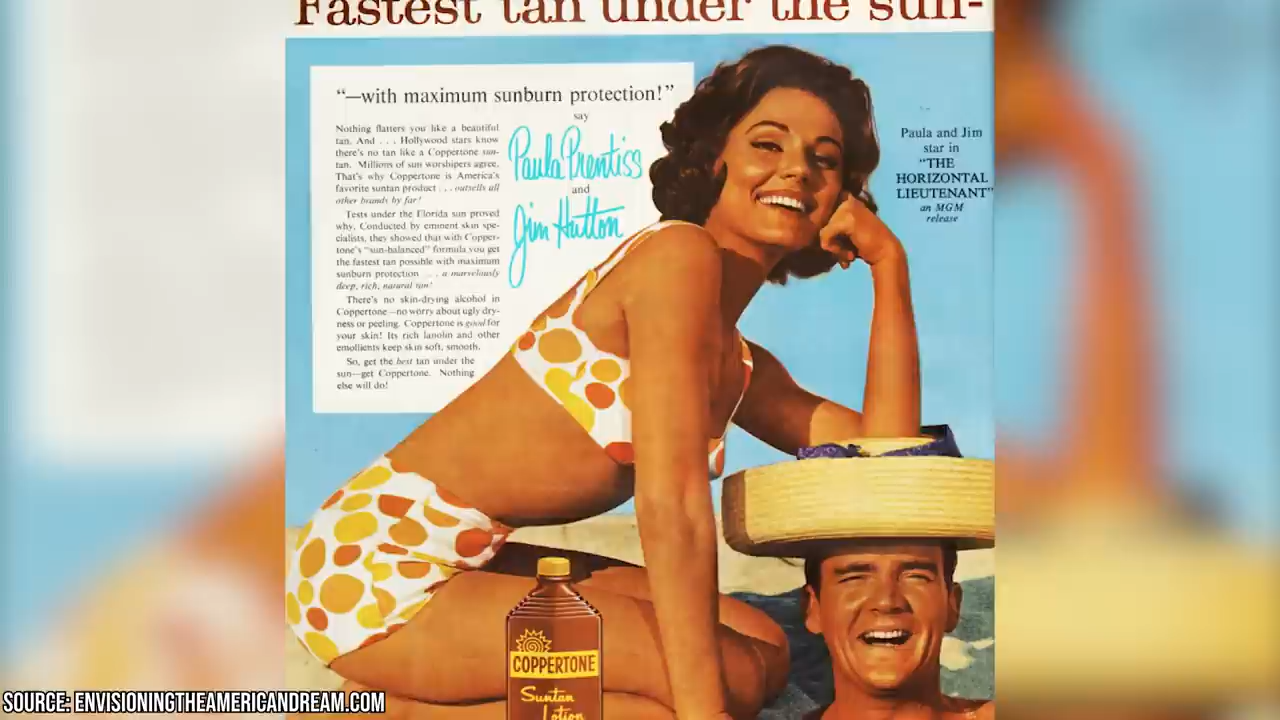 Fastest tan under the sun-
“—with maximum sunburn protection!”
say
Paula Prentiss
and
Jim Hutton
Nothing flatters you like a beautiful
tan. And . . . Hollywood stars know
there's no tan like a Coppertone sun-
tan. Millions of sun worshipers agree.
That's why Coppertone is America's
favorite suntan product . . . outsells all
other brands by far!
Tests under the Florida sun proved
why. Conducted by eminent skin spe-
cialists, they showed that with Copper-
tone's “sun-balanced” formula you get
the fastest tan possible with maximum
sunburn protection . . . a marvelously
deep, rich, natural tan!
There's no skin-drying alcohol in
Coppertone—no worry about ugly dry-
ness or peeling. Coppertone is good for
your skin! Its rich lanolin and other
emollients keep skin soft, smooth.
So, get the best tan under the
sun—get Coppertone. Nothing
else will do!
Paula and Jim
star in
“THE
HORIZONTAL
LIEUTENANT”
an MGM
release
COPPERTONE
Suntan
Lotion
SOURCE: ENVISIONINGTHEAMERICANDREAM.COM